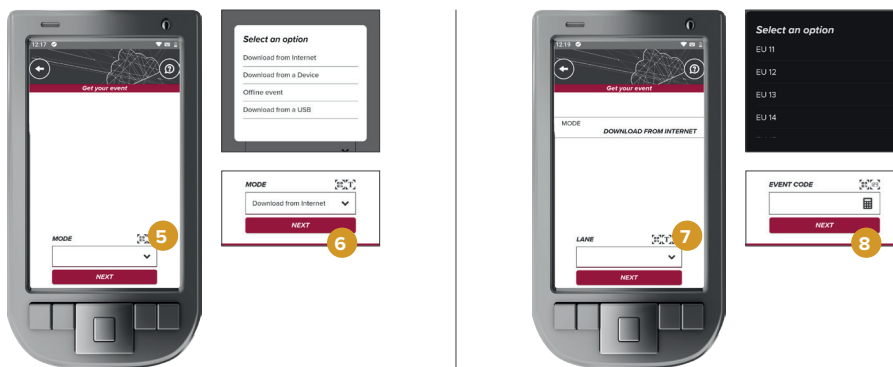 12:17
Get your event
MODE
5
NEXT
Select an option
Download from Internet
Download from a Device
Offline event
Download from a USB
MODE
T
Download from Internet
NEXT
6
12:19
Get your event
MODE
DOWNLOAD FROM INTERNET
LANE
T
7
NEXT
Select an option
EU 11
EU 12
EU 13
EU 14
EVENT CODE
NEXT
8